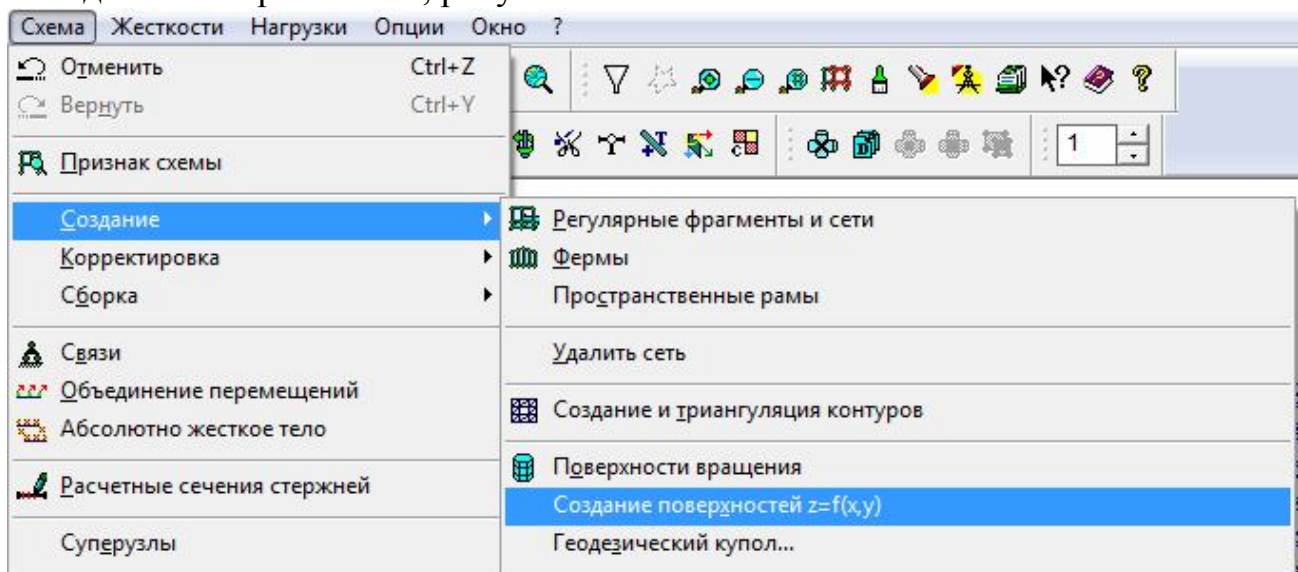 Схема Жесткости Нагрузки Опции Окно ?
Отменить Ctrl+Z
Вернуть Ctrl+Y
Признак схемы
1
Создание
Корректировка
Сборка
Связи
Объединение перемещений
Абсолютно жесткое тело
Расчетные сечения стержней
Суперузлы
Регулярные фрагменты и сети
Фермы
Пространственные рамы
Удалить сеть
Создание и триангуляция контуров
Поверхности вращения
Создание поверхностей z=f(x,y)
Геодезический купол...